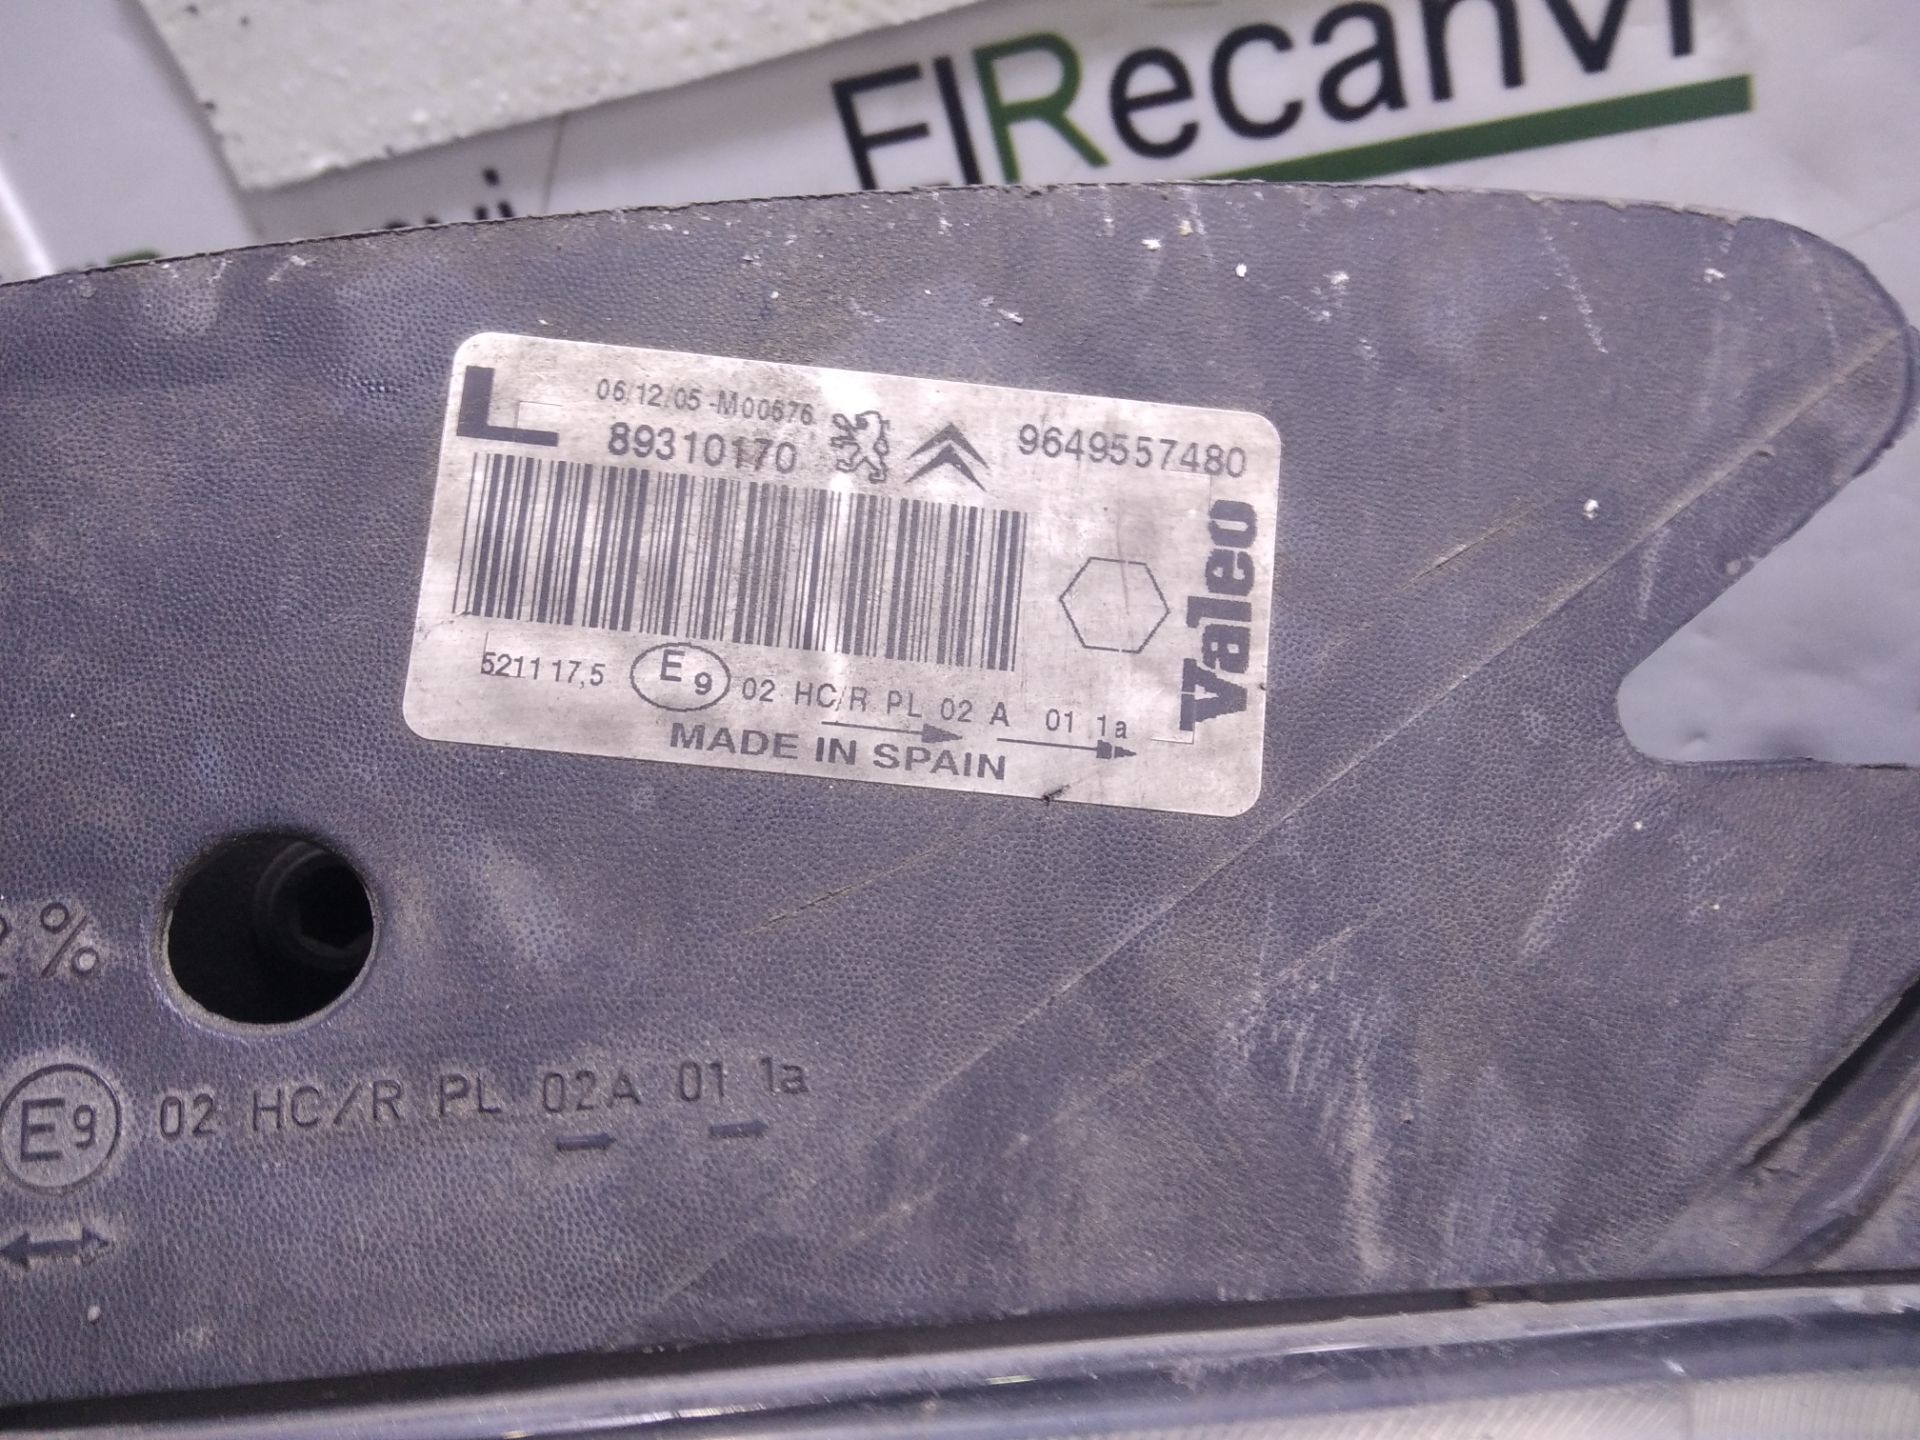 FIRecanvi
L
06/12/05 -M00676
89310170
9649557480
Valeo
5211 17,5 E9 02 HC/R PL 02 A 01 1a
MADE IN SPAIN
%
E9 02 HC/R PL 02A 01 1a